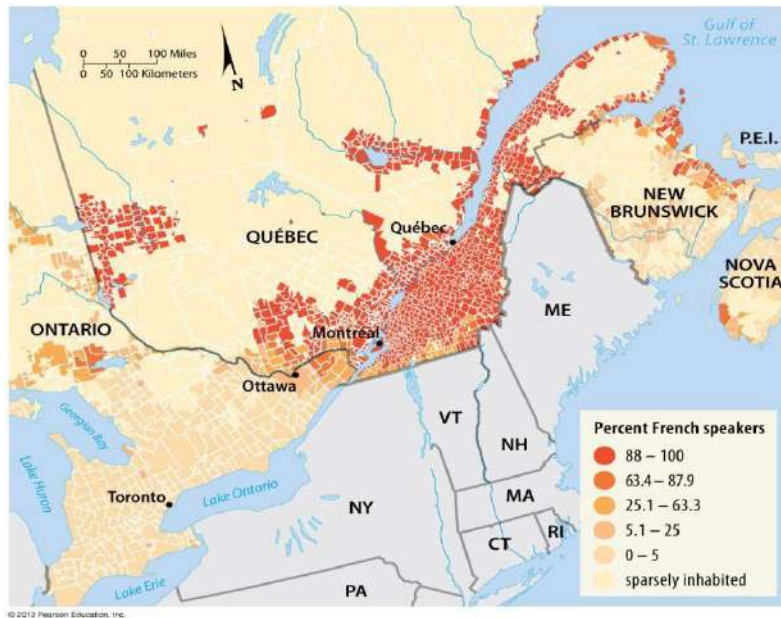 Gulf of
St. Lawrence
0 50 100 Miles
0 50 100 Kilometers
N
P.E.I.
NEW
BRUNSWICK
QUÉBEC
Québec
NOVA
SCOTIA
ONTARIO
ME
Montréal
Ottawa
Georgian Bay
VT
NH
Lake Huron
Toronto
Lake Ontario
NY
MA
CT
RI
Lake Erie
PA
Percent French speakers
88 – 100
63.4 – 87.9
25.1 – 63.3
5.1 – 25
0 – 5
sparsely inhabited
© 2013 Pearson Education, Inc.